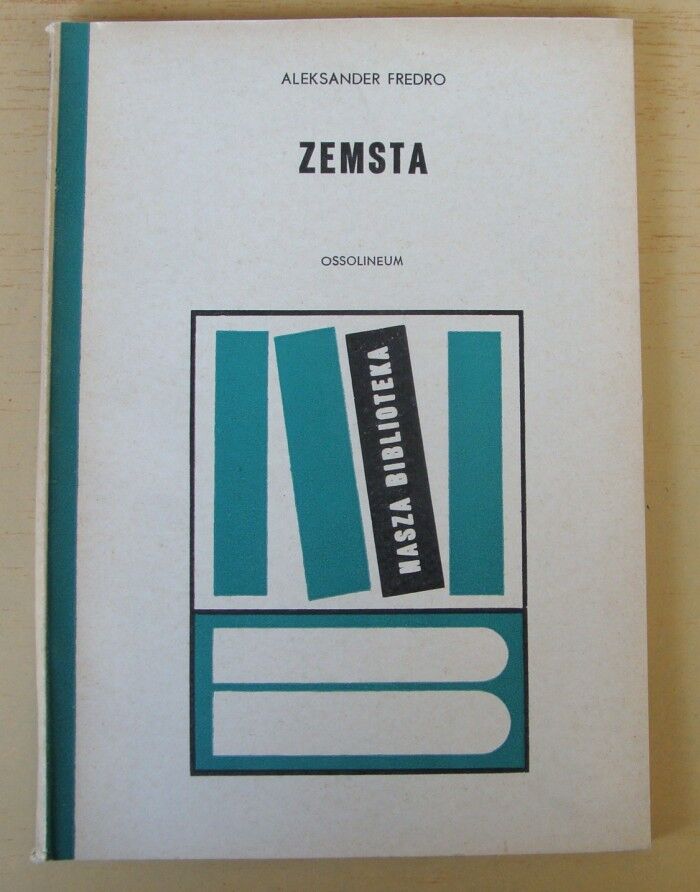 ALEKSANDER FREDRO
ZEMSTA
OSSOLINEUM
NASZA BIBLIOTEKA